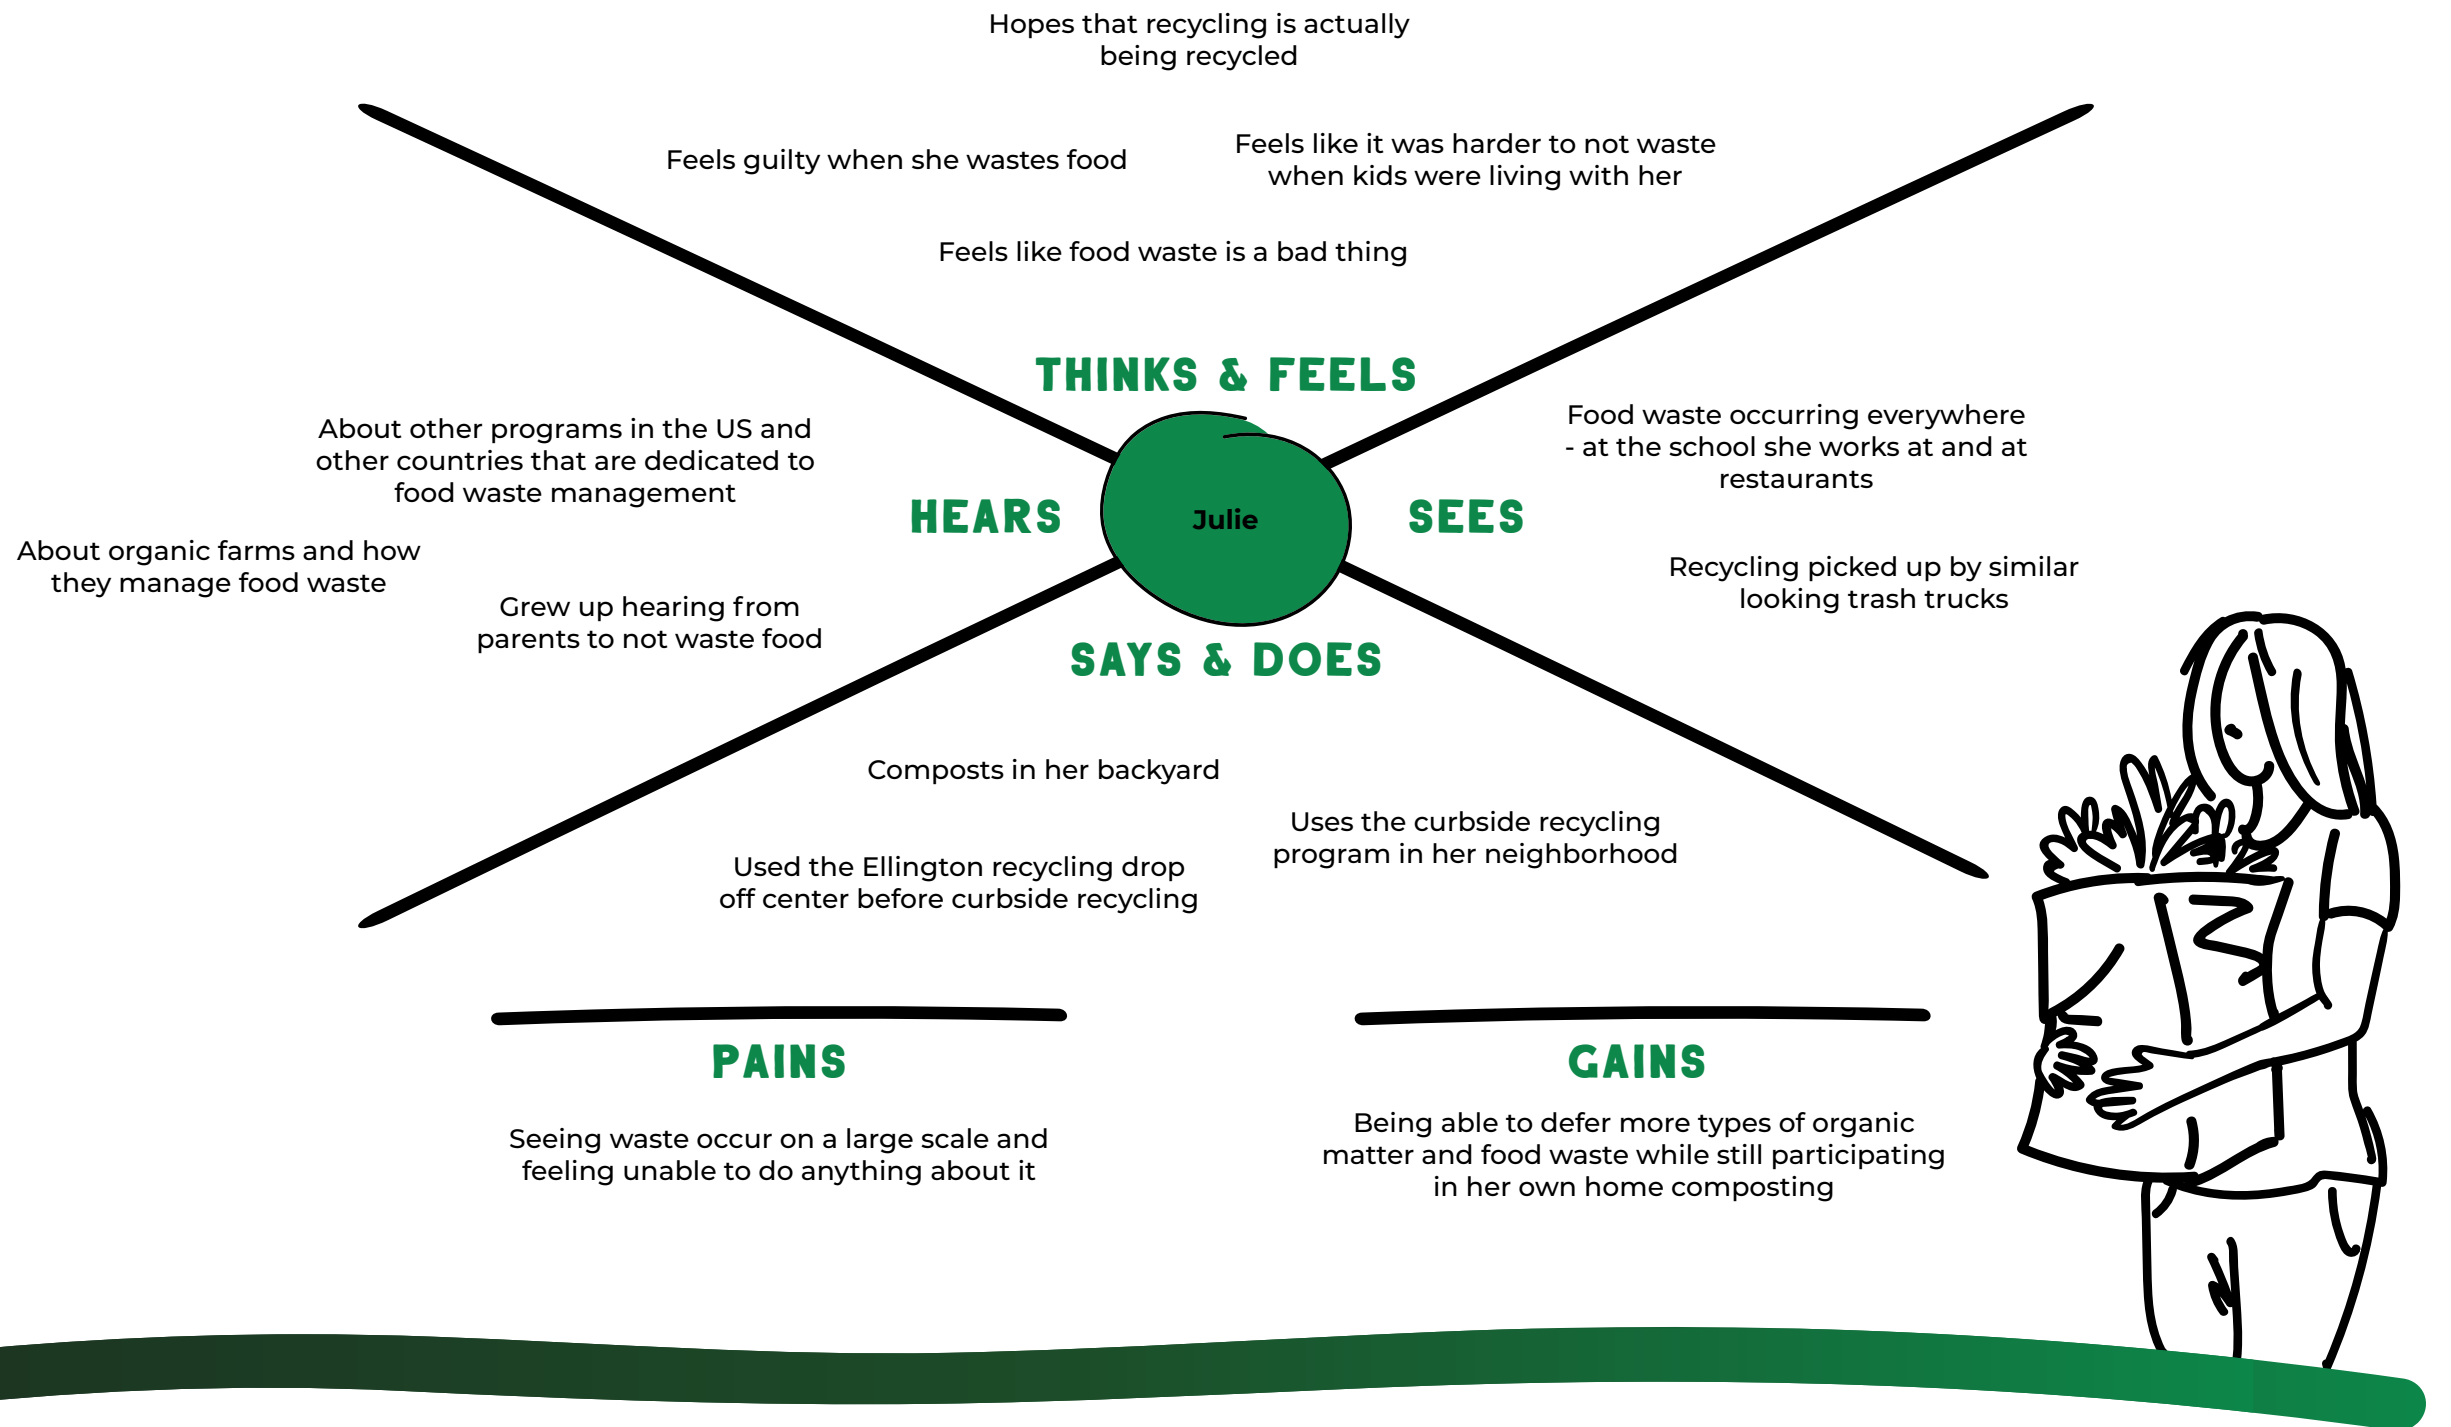 Hopes that recycling is actually
being recycled
Feels guilty when she wastes food
Feels like it was harder to not waste
when kids were living with her
Feels like food waste is a bad thing
THINKS & FEELS
About other programs in the US and
other countries that are dedicated to
food waste management
About organic farms and how
they manage food waste
Grew up hearing from
parents to not waste food
HEARS
Julie
SEES
Food waste occurring everywhere
- at the school she works at and at
restaurants
Recycling picked up by similar
looking trash trucks
SAYS & DOES
Composts in her backyard
Uses the curbside recycling
program in her neighborhood
Used the Ellington recycling drop
off center before curbside recycling
PAINS
Seeing waste occur on a large scale and
feeling unable to do anything about it
GAINS
Being able to defer more types of organic
matter and food waste while still participating
in her own home composting